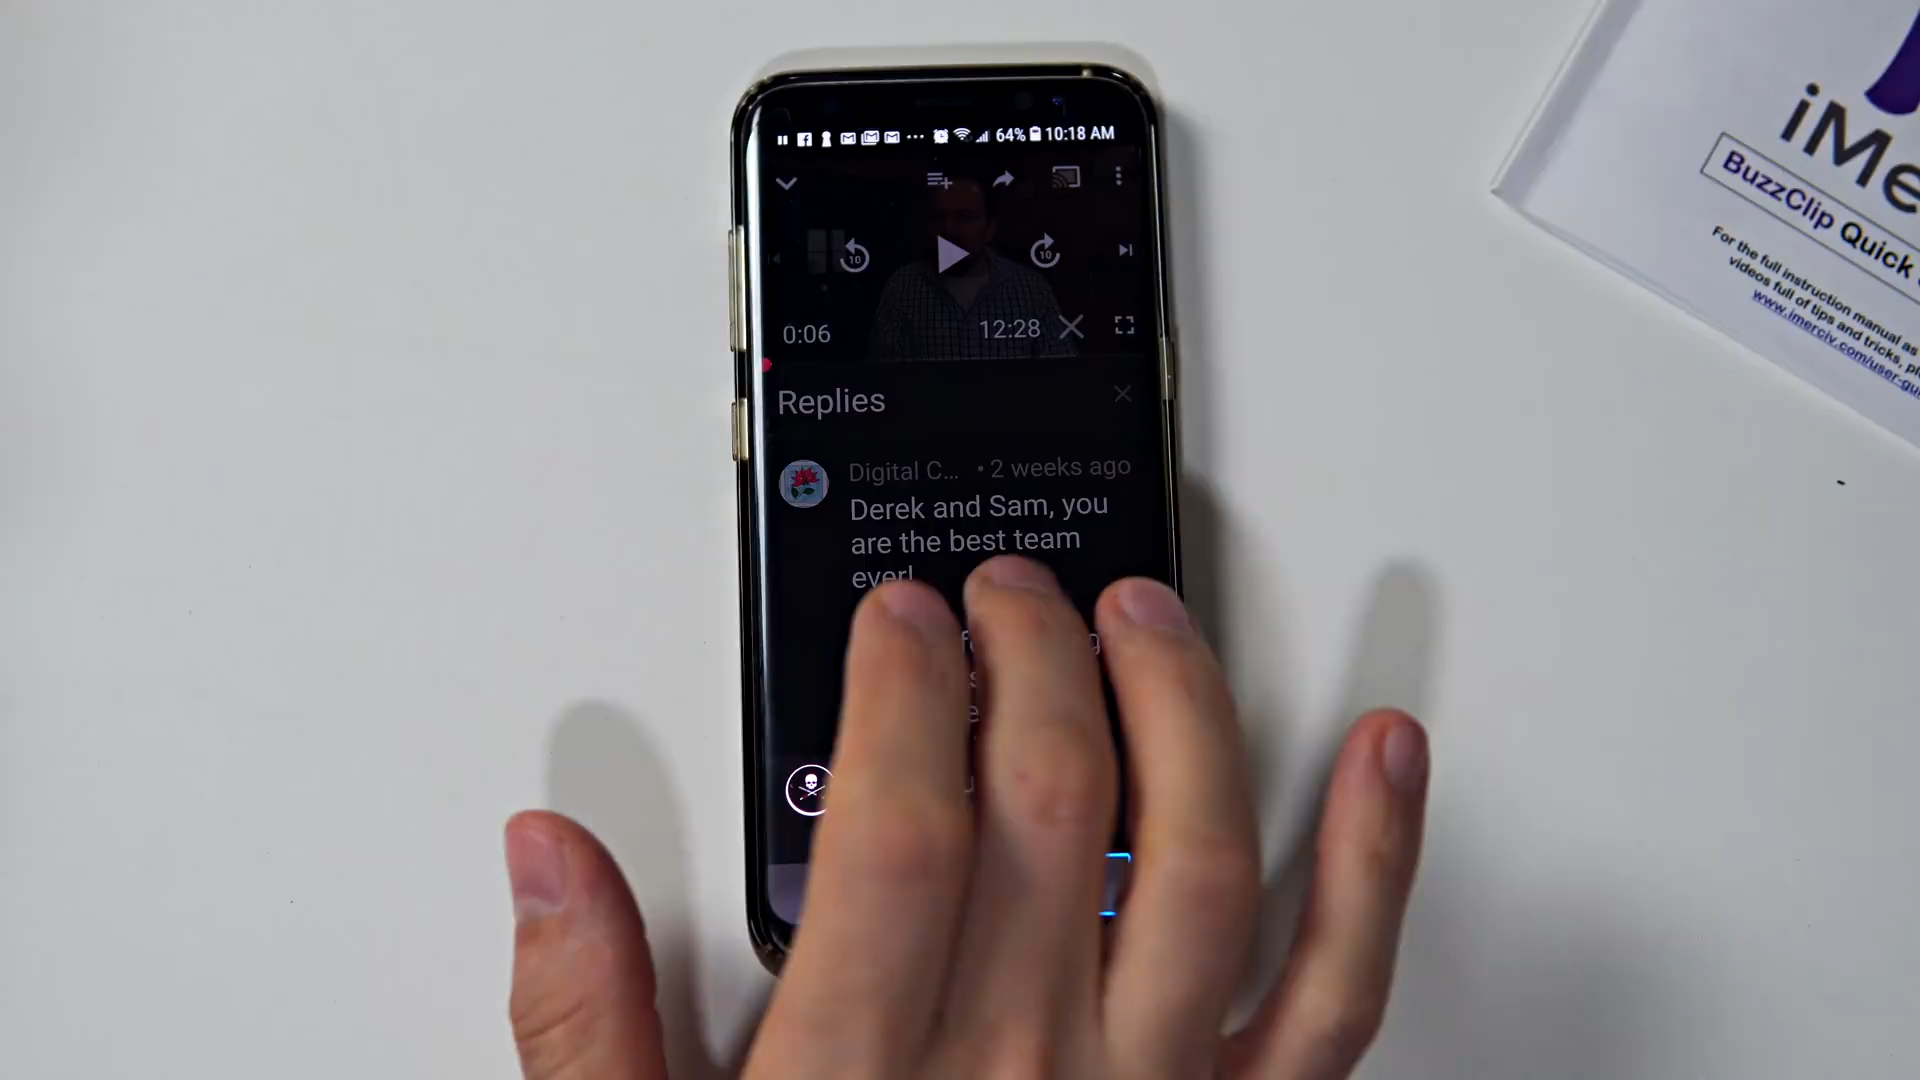 64% 10:18 AM
10
10
0:06
12:28
Replies
Digital C... • 2 weeks ago
Derek and Sam, you
are the best team
ever!
iMe
BuzzClip Quick
For the full instruction manual as
videos full of tips and tricks,
www.imerciv.com/user-gu